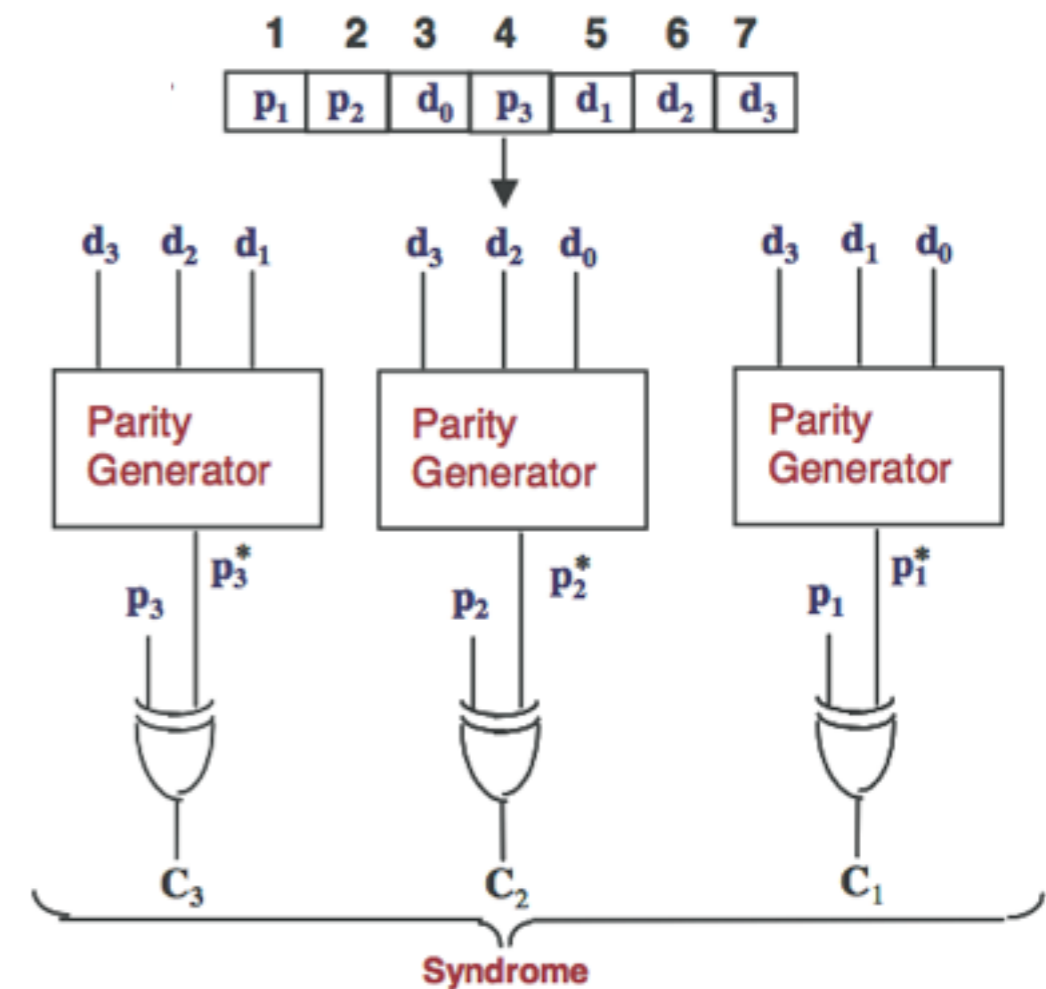 1 2 3 4 5 6 7
p₁ p₂ d₀ p₃ d₁ d₂ d₃
d₃ d₂ d₁ d₃ d₂ d₀ d₃ d₁ d₀
Parity Parity Parity
Generator Generator Generator
p₃* p₂* p₁*
p₃ p₂ p₁
C₃ C₂ C₁
Syndrome